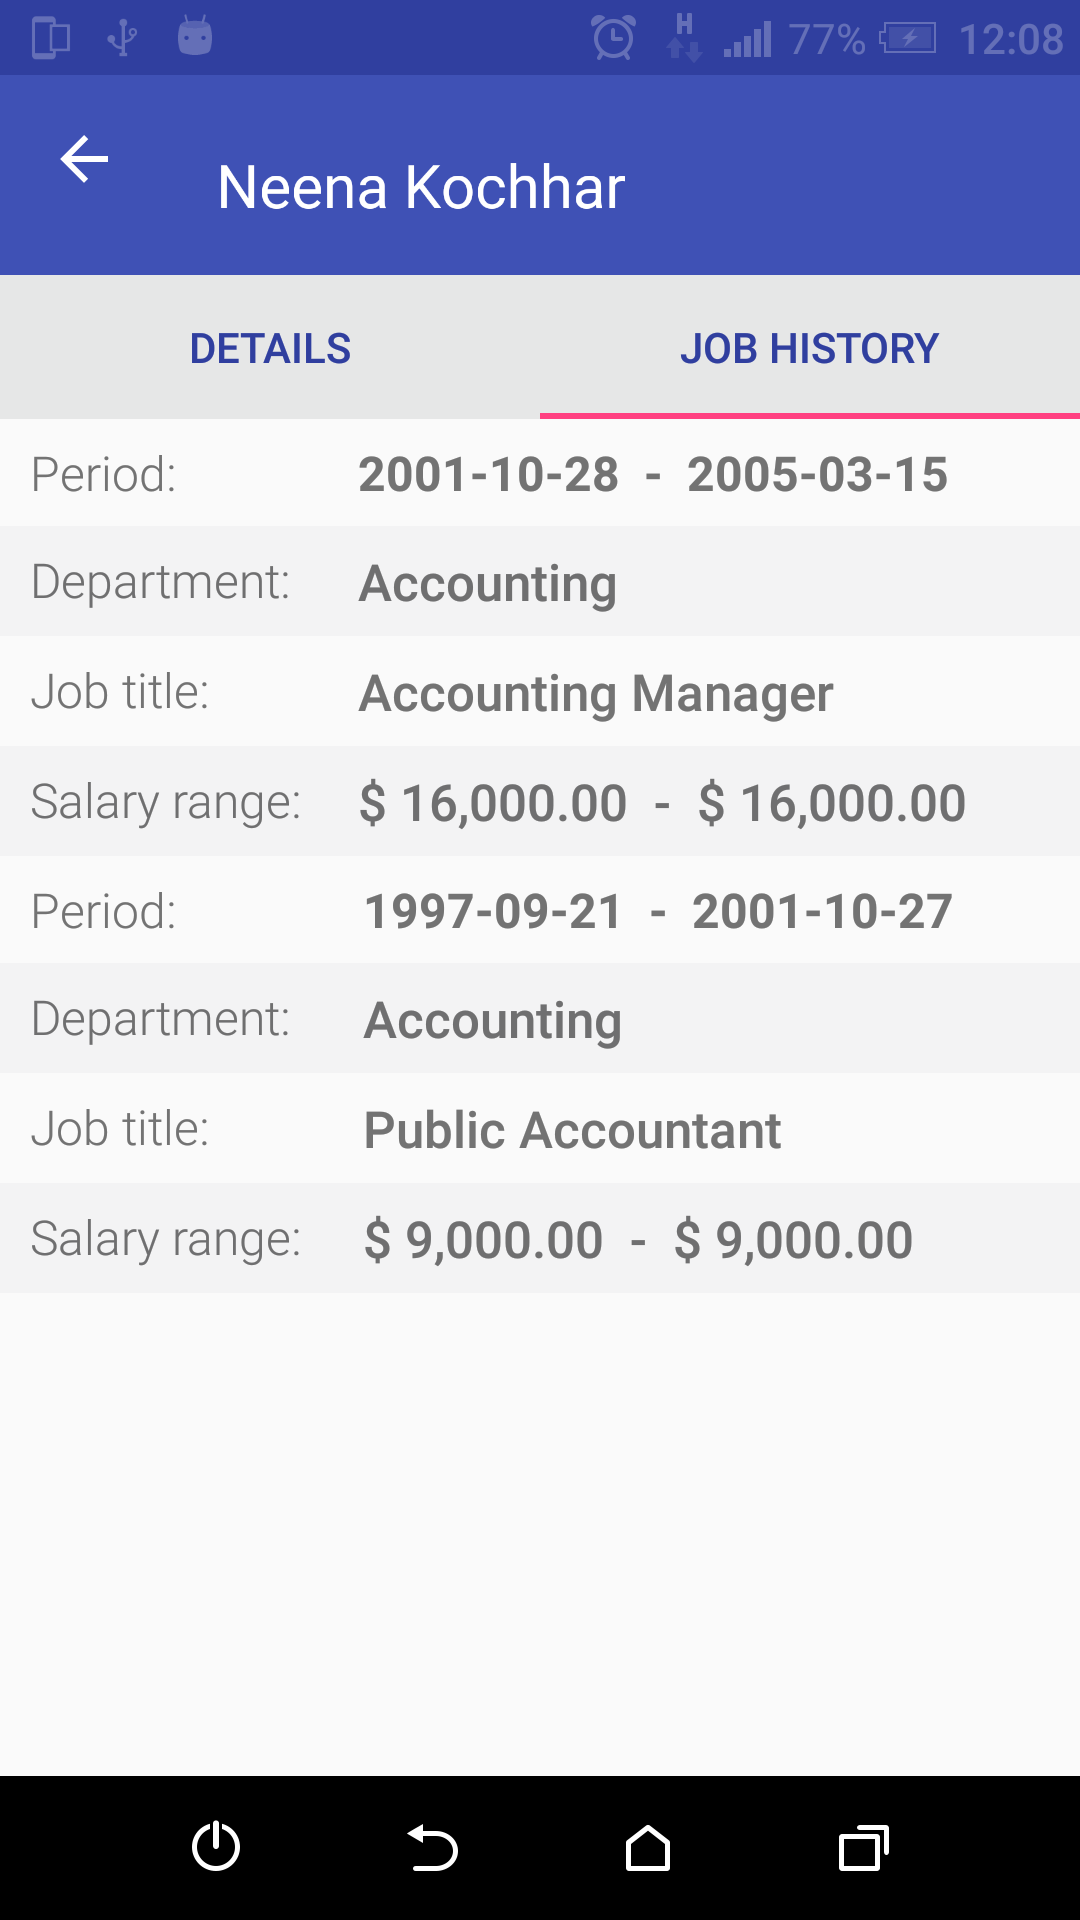 H 77% 12:08
Neena Kochhar
DETAILS JOB HISTORY
Period: 2001-10-28 - 2005-03-15
Department: Accounting
Job title: Accounting Manager
Salary range: $ 16,000.00 - $ 16,000.00
Period: 1997-09-21 - 2001-10-27
Department: Accounting
Job title: Public Accountant
Salary range: $ 9,000.00 - $ 9,000.00